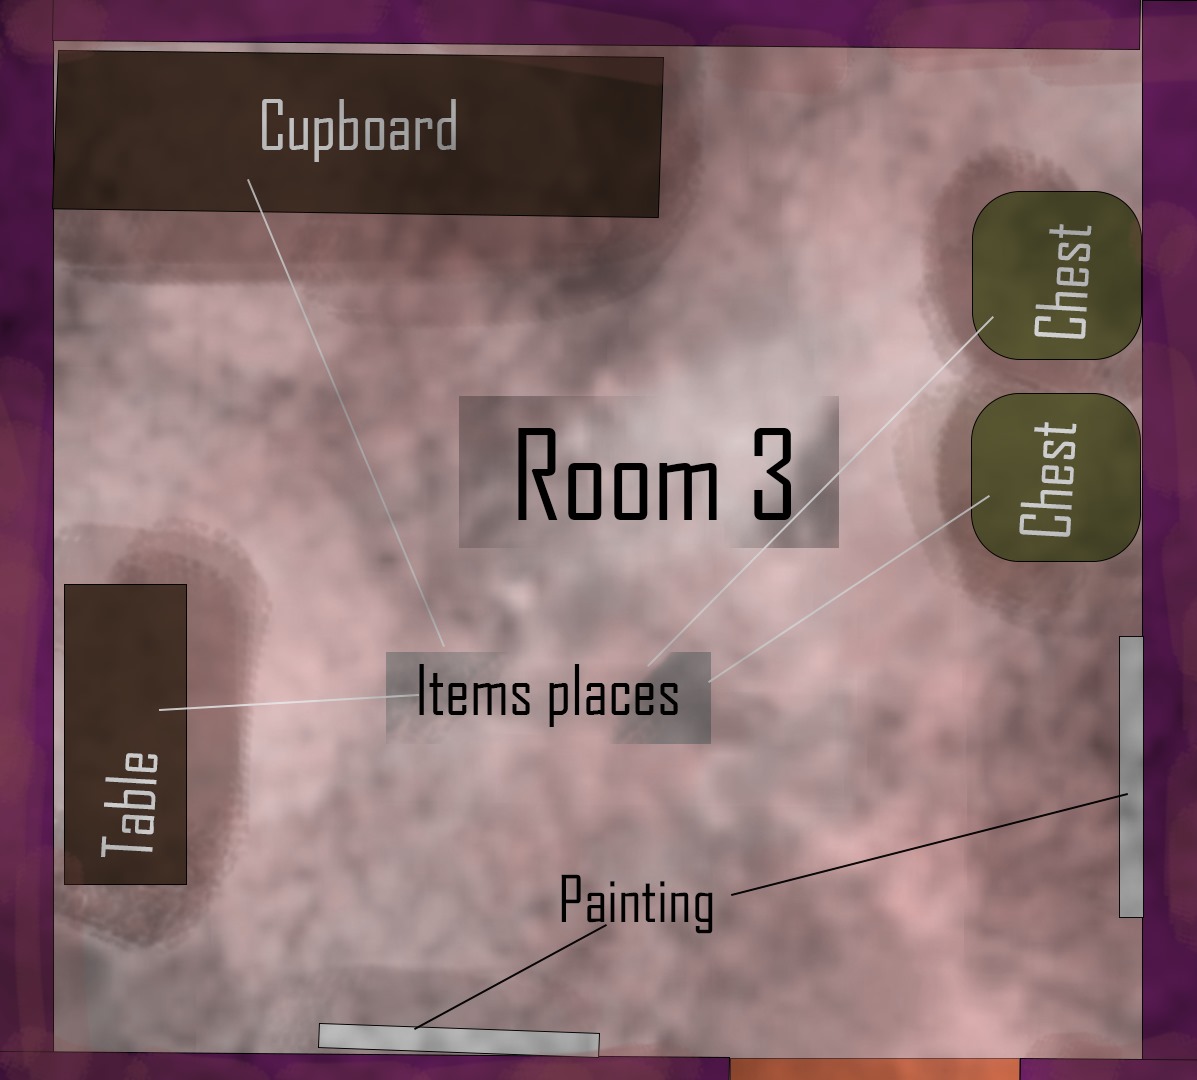 Cupboard
Chest
Chest
Room 3
Items places
Table
Painting